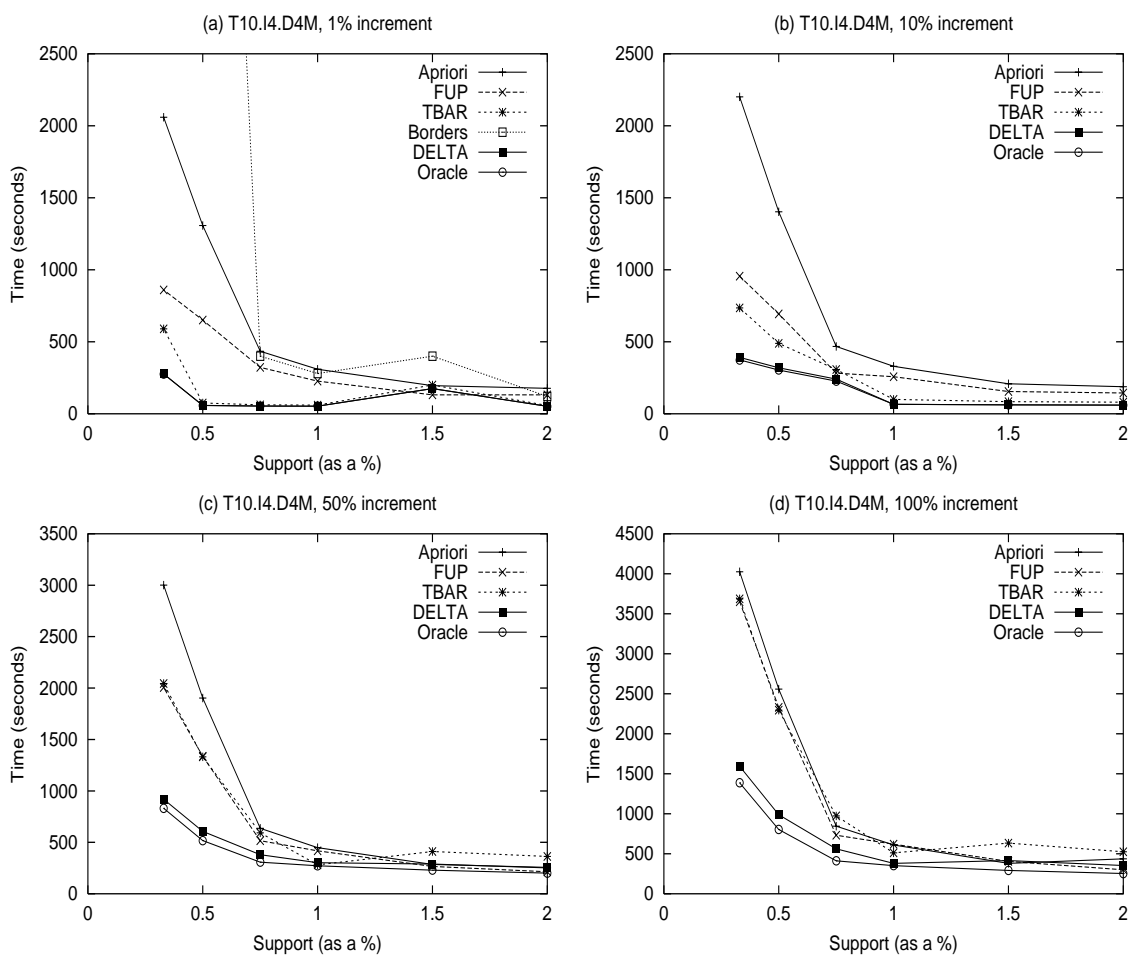 (a) T10.I4.D4M, 1% increment
2500
2000
1500
1000
500
0
Time (seconds)
Apriori
FUP
TBAR
Borders
DELTA
Oracle
0
0.5
1
1.5
2
Support (as a %)
(b) T10.I4.D4M, 10% increment
2500
2000
1500
1000
500
0
Time (seconds)
Apriori
FUP
TBAR
DELTA
Oracle
0
0.5
1
1.5
2
Support (as a %)
(c) T10.I4.D4M, 50% increment
3500
3000
2500
2000
1500
1000
500
0
Time (seconds)
Apriori
FUP
TBAR
DELTA
Oracle
0
0.5
1
1.5
2
Support (as a %)
(d) T10.I4.D4M, 100% increment
4500
4000
3500
3000
2500
2000
1500
1000
500
0
Time (seconds)
Apriori
FUP
TBAR
DELTA
Oracle
0
0.5
1
1.5
2
Support (as a %)